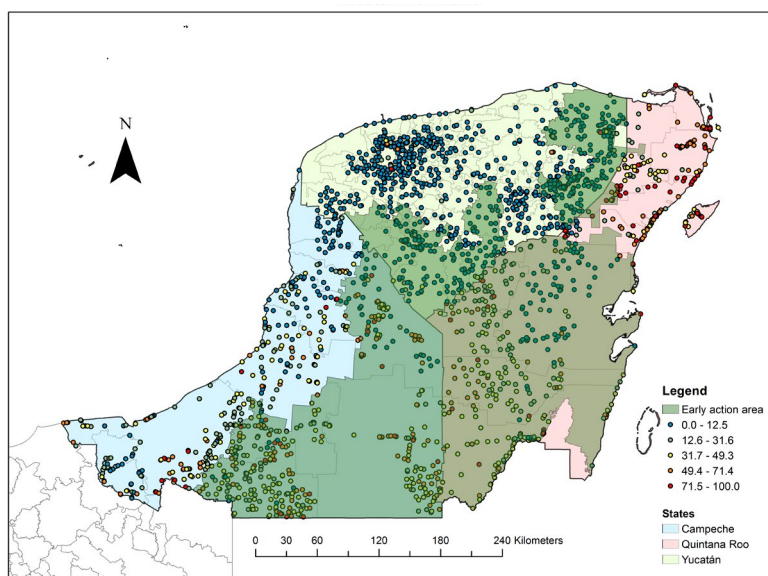 N
Legend
Early action area
0.0 - 12.5
12.6 - 31.6
31.7 - 49.3
49.4 - 71.4
71.5 - 100.0
States
Campeche
Quintana Roo
Yucatán
0 30 60 120 180 240 Kilometers